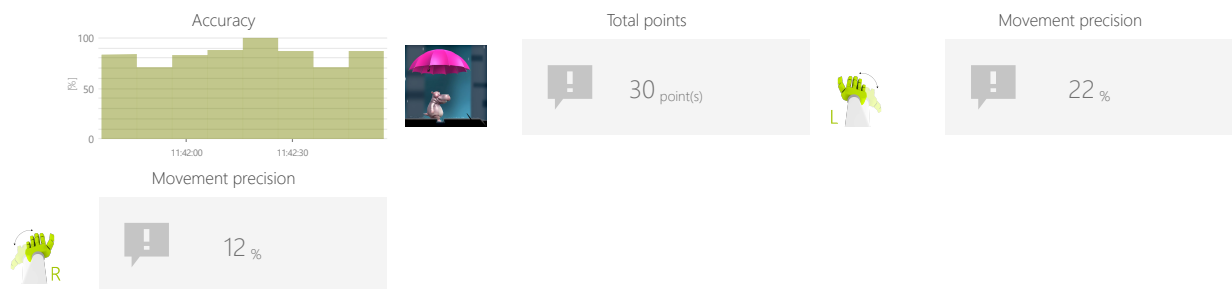 Accuracy
100
[%]
50
0
11:42:00
11:42:30
Total points
30 point(s)
Movement precision
L
22 %
Movement precision
12 %
R